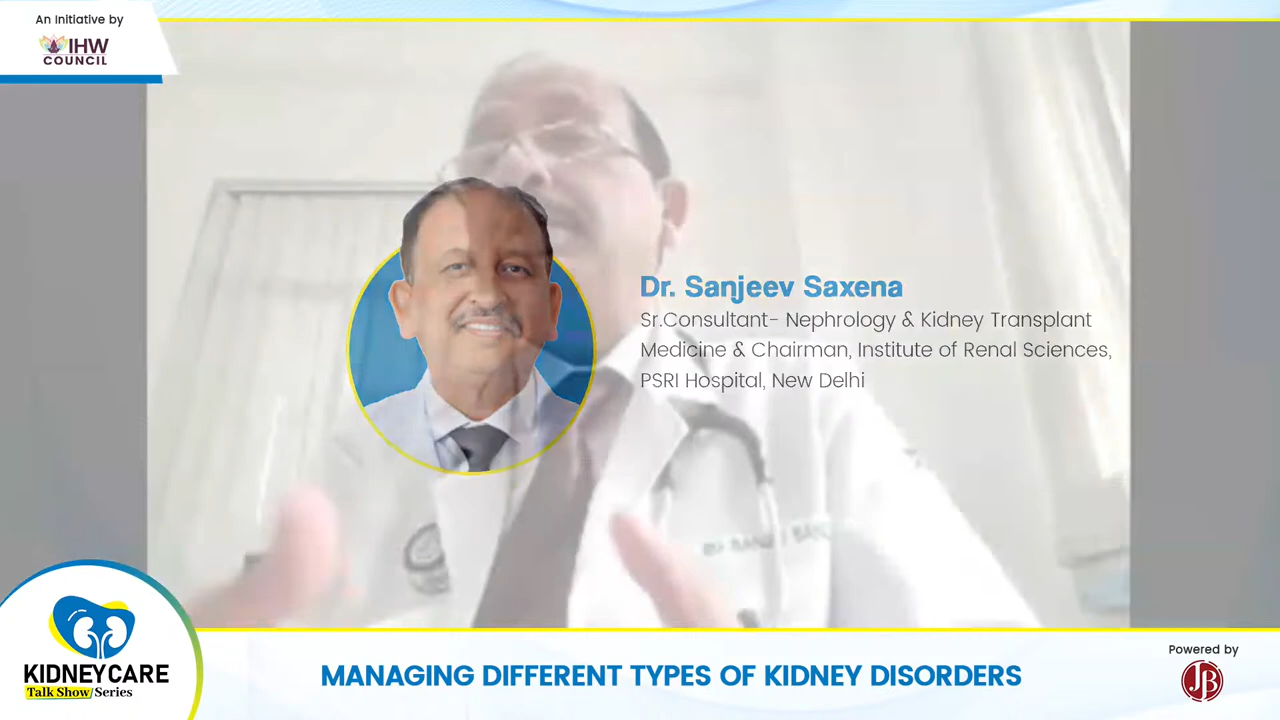 An Initiative by
IHW
COUNCIL
Dr. Sanjeev Saxena
Sr.Consultant- Nephrology & Kidney Transplant
Medicine & Chairman, Institute of Renal Sciences,
PSRI Hospital, New Delhi
KIDNEYCARE
Talk Show Series
MANAGING DIFFERENT TYPES OF KIDNEY DISORDERS
Powered by
JB